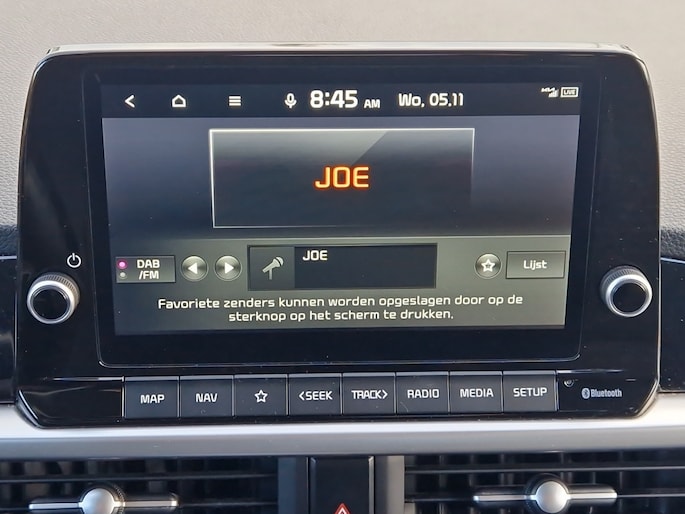 8:45 AM Wo, 05.11
LIVE
JOE
DAB
/FM
JOE
Lijst
Favoriete zenders kunnen worden opgeslagen door op de
sterknop op het scherm te drukken.
MAP NAV <SEEK TRACK> RADIO MEDIA SETUP
Bluetooth